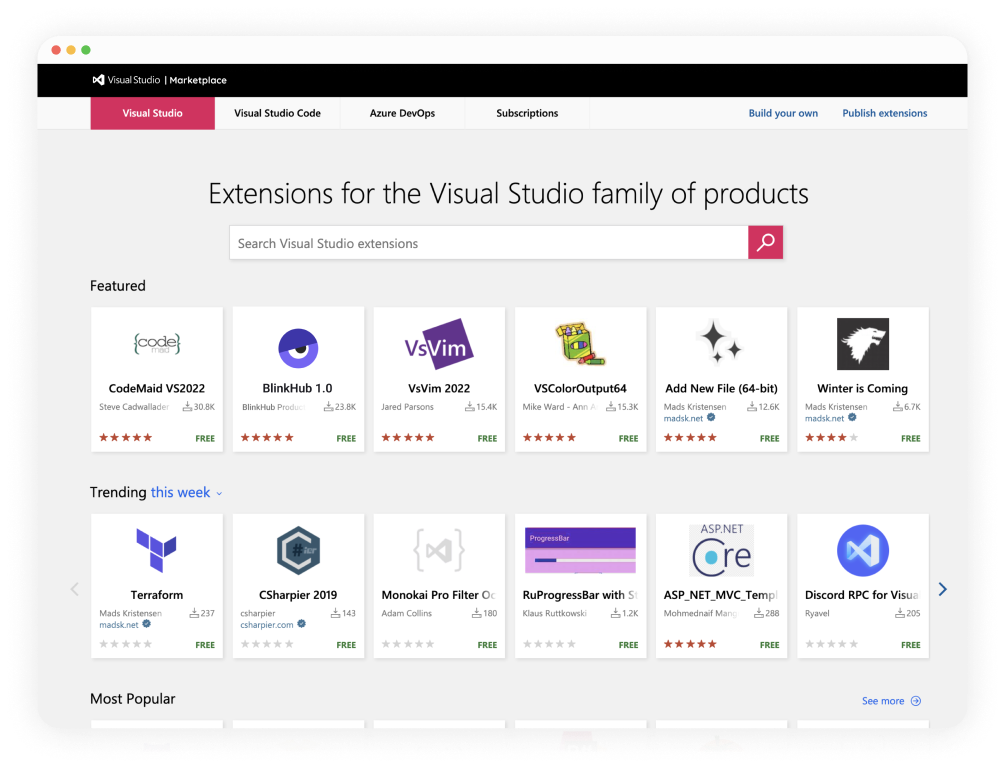 Visual Studio | Marketplace
Visual Studio Visual Studio Code Azure DevOps Subscriptions Build your own Publish extensions
Extensions for the Visual Studio family of products
Search Visual Studio extensions
Featured
{code
maid}
VsVim
CodeMaid VS2022
Steve Cadwallader 30.8K
FREE
BlinkHub 1.0
BlinkHub Produc 23.8K
FREE
VsVim 2022
Jared Parsons 15.4K
FREE
VSColorOutput64
Mike Ward - Ann A 15.3K
FREE
Add New File (64-bit)
Mads Kristensen 12.6K
madsk.net
FREE
Winter is Coming
Mads Kristensen 6.7K
madsk.net
FREE
Trending this week
Terraform
Mads Kristensen 237
madsk.net
FREE
#ier
CSharpier 2019
csharpier 143
csharpier.com
FREE
Monokai Pro Filter Oc
Adam Collins 180
FREE
ProgressBar
RuProgressBar with St
Klaus Ruttkowski 1.2K
FREE
ASP.NET
Core
ASP_NET_MVC_Templ
Mohmednaif Mang 288
FREE
Discord RPC for Visua
Ryavel 205
FREE
Most Popular See more